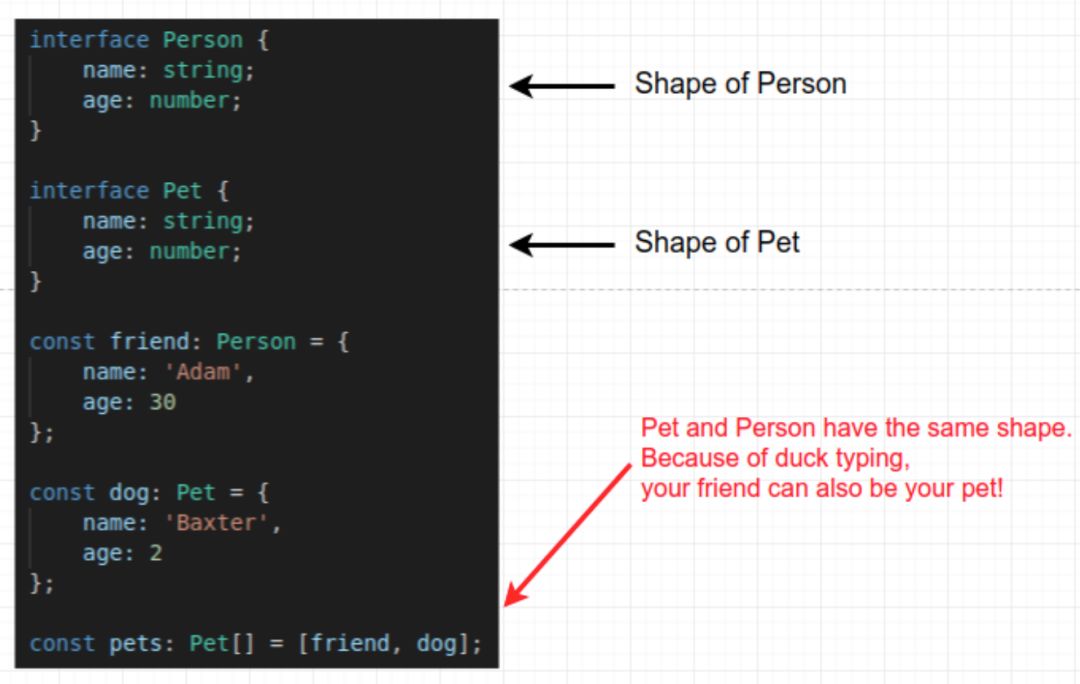 interface Person {
    name: string;
    age: number;
}
Shape of Person
interface Pet {
    name: string;
    age: number;
}
Shape of Pet
const friend: Person = {
    name: 'Adam',
    age: 30
};
const dog: Pet = {
    name: 'Baxter',
    age: 2
};
const pets: Pet[] = [friend, dog];
Pet and Person have the same shape.
Because of duck typing,
your friend can also be your pet!